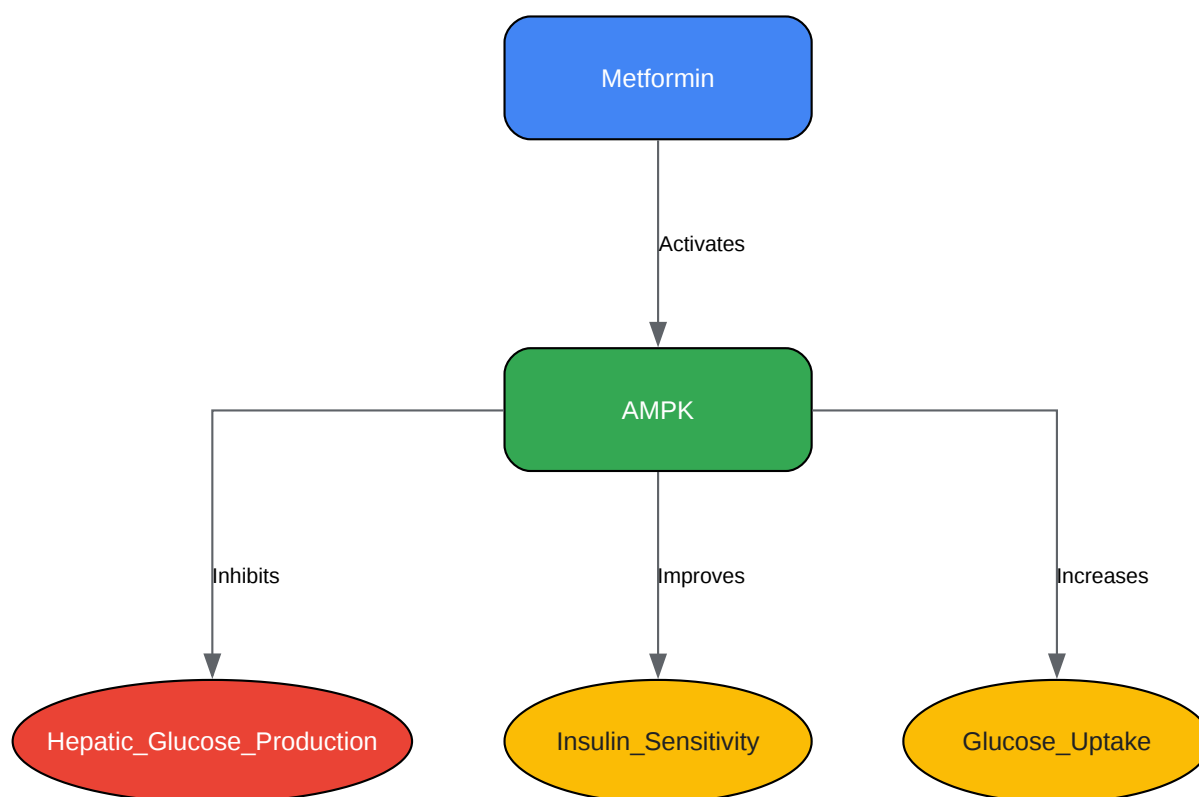 Metformin
Activates
AMPK
Inhibits
Improves
Increases
Hepatic_Glucose_Production
Insulin_Sensitivity
Glucose_Uptake